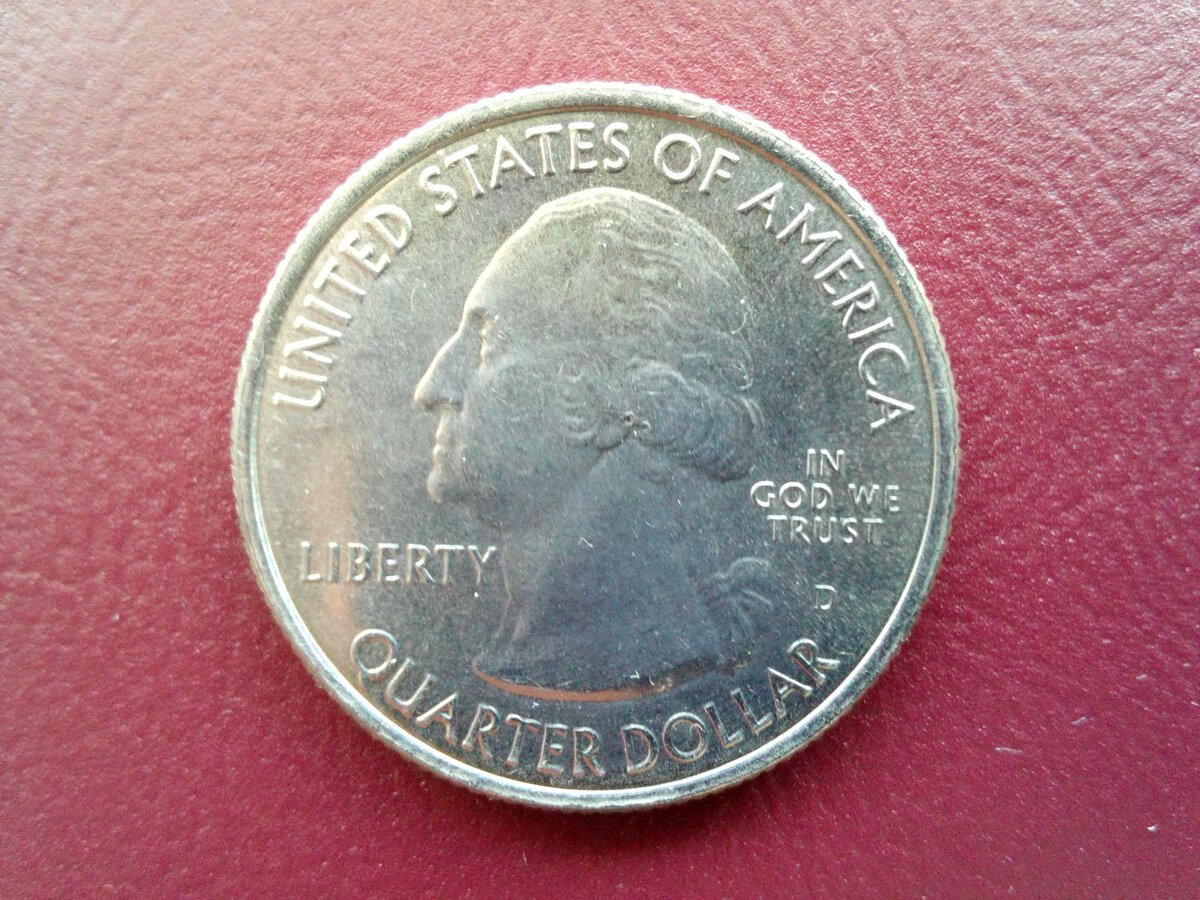 UNITED STATES OF AMERICA
LIBERTY
IN
GOD WE
TRUST
D
QUARTER DOLLAR